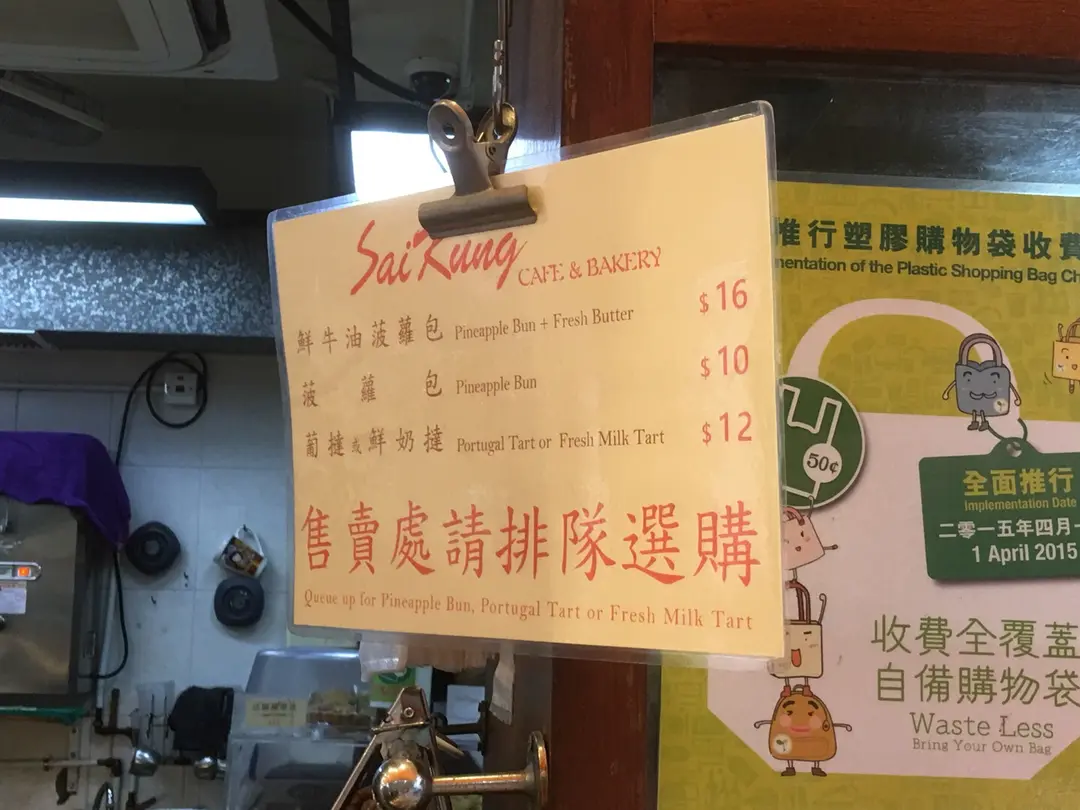 Sai Kung CAFE & BAKERY
鮮牛油菠蘿包 Pineapple Bun + Fresh Butter $16
菠蘿包 Pineapple Bun $10
葡撻或鮮奶撻 Portugal Tart or Fresh Milk Tart $12
售賣處請排隊選購
Queue up for Pineapple Bun, Portugal Tart or Fresh Milk Tart
推行塑膠購物袋收費
mentation of the Plastic Shopping Bag Ch
50¢
全面推行
Implementation Date
二零一五年四月一
1 April 2015
收費全覆蓋
自備購物袋
Waste Less
Bring Your Own Bag